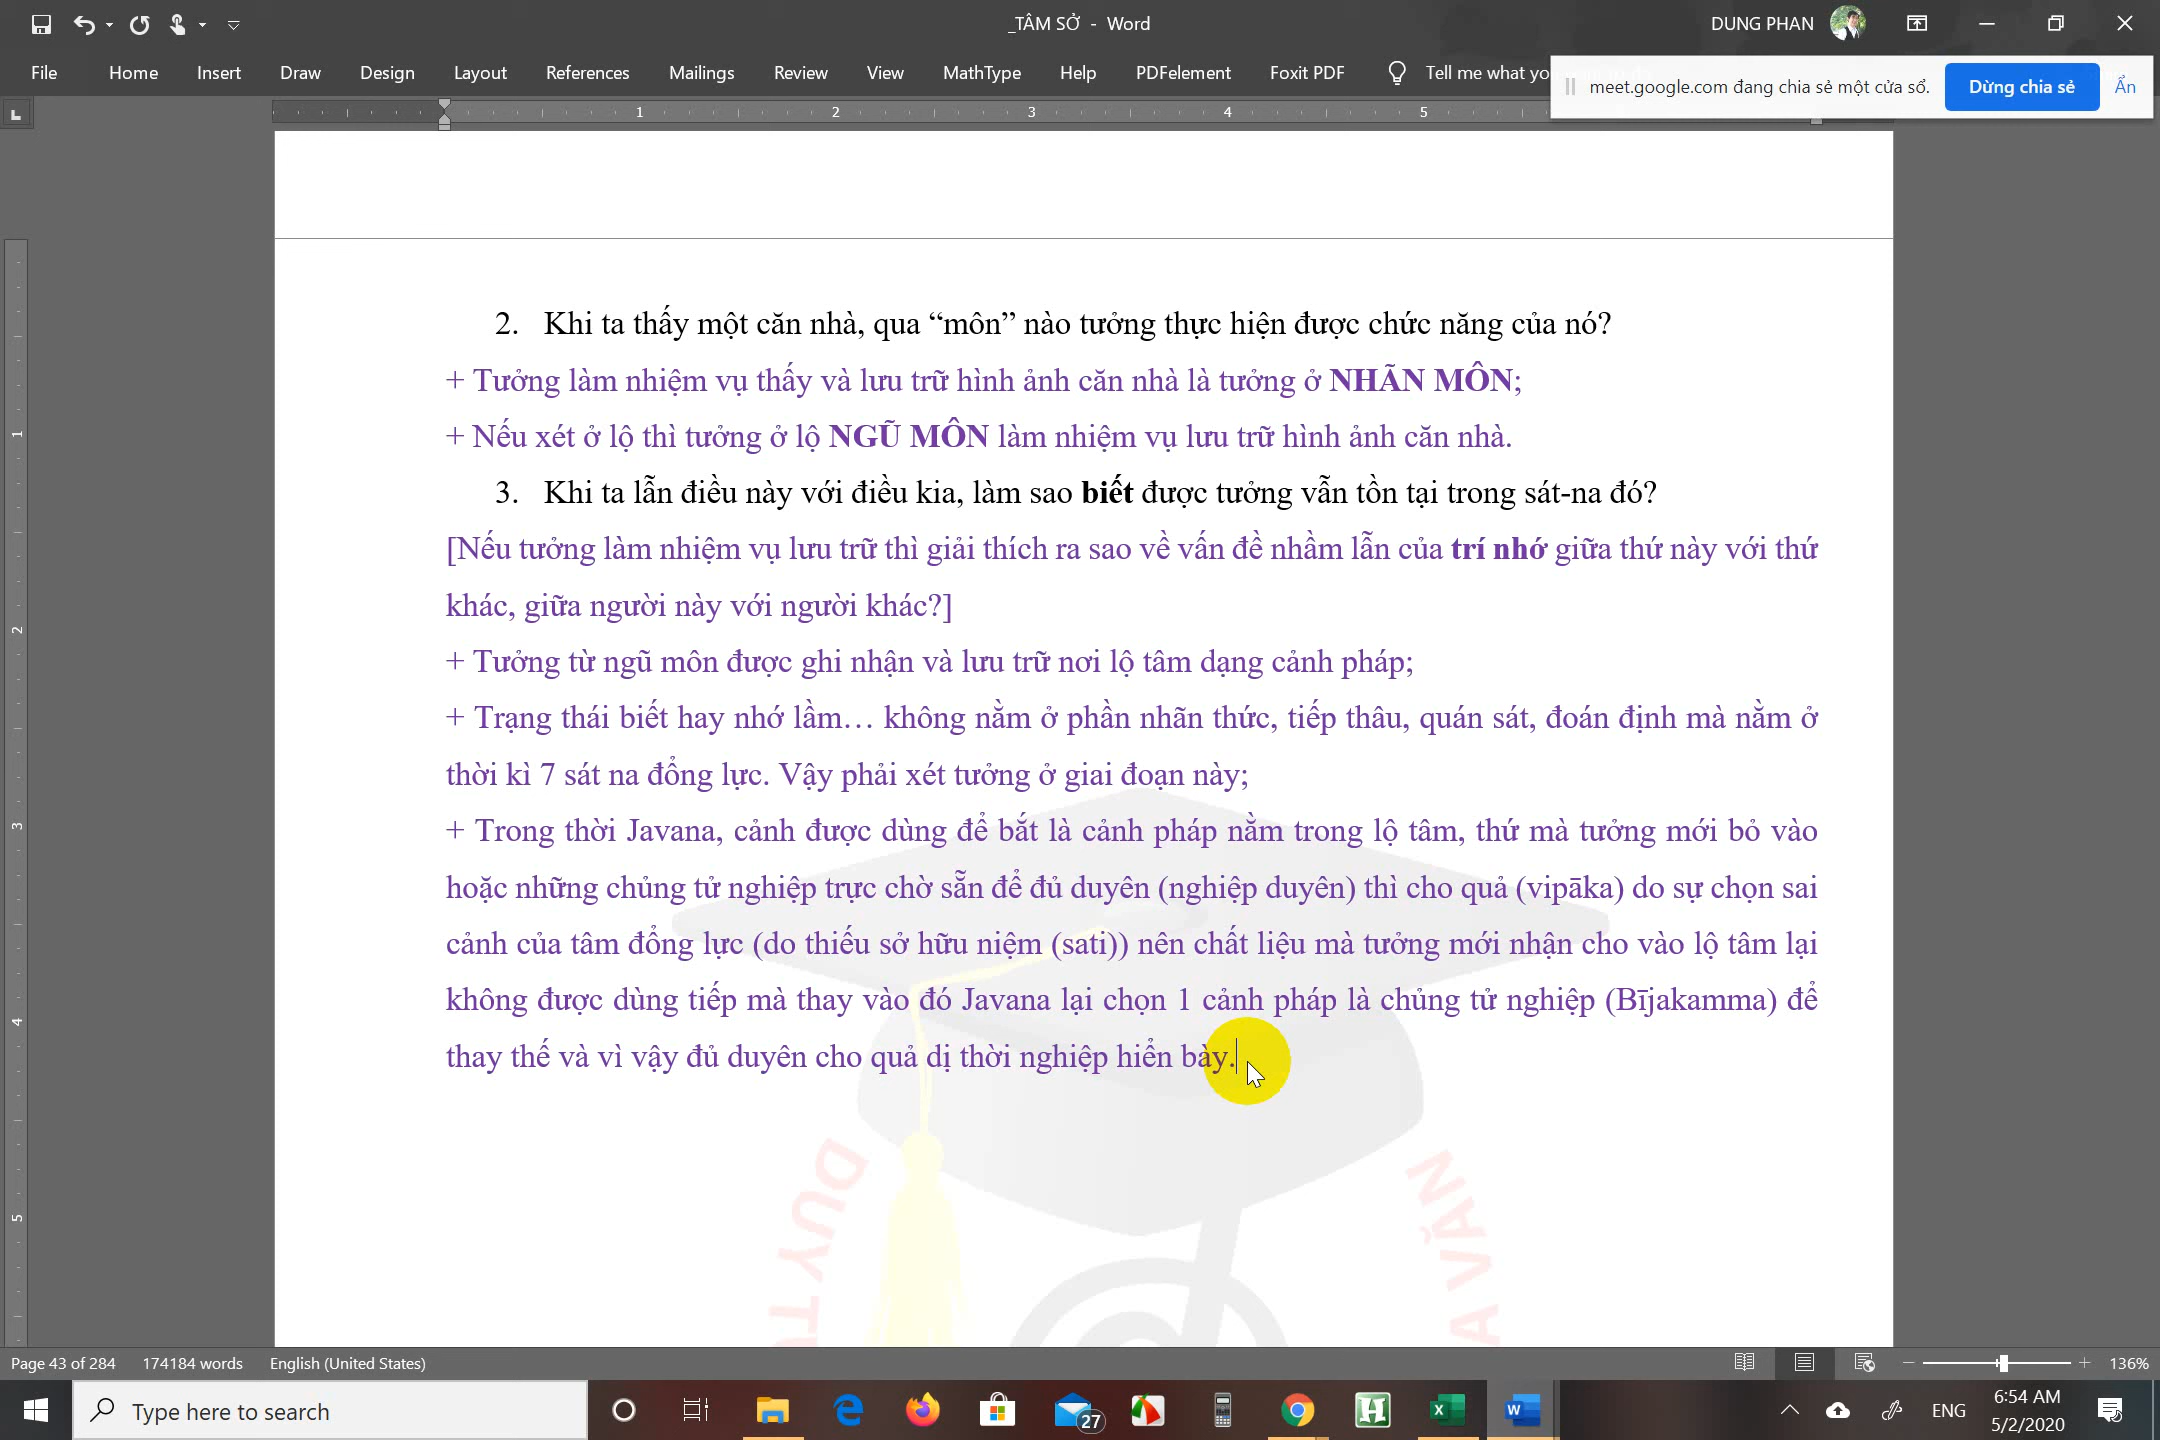 _TÂM SỞ - Word
DUNG PHAN
File Home Insert Draw Design Layout References Mailings Review View MathType Help PDFelement Foxit PDF Tell me what you
meet.google.com đang chia sẻ một cửa sổ. Dừng chia sẻ Ẩn
1 2 3 4 5
2. Khi ta thấy một căn nhà, qua “môn” nào tưởng thực hiện được chức năng của nó?
+ Tưởng làm nhiệm vụ thấy và lưu trữ hình ảnh căn nhà là tưởng ở NHÃN MÔN;
+ Nếu xét ở lộ thì tưởng ở lộ NGŨ MÔN làm nhiệm vụ lưu trữ hình ảnh căn nhà.
3. Khi ta lẫn điều này với điều kia, làm sao biết được tưởng vẫn tồn tại trong sát-na đó?
[Nếu tưởng làm nhiệm vụ lưu trữ thì giải thích ra sao về vấn đề nhầm lẫn của trí nhớ giữa thứ này với thứ
khác, giữa người này với người khác?]
+ Tưởng từ ngũ môn được ghi nhận và lưu trữ nơi lộ tâm dạng cảnh pháp;
+ Trạng thái biết hay nhớ lầm… không nằm ở phần nhãn thức, tiếp thâu, quán sát, đoán định mà nằm ở
thời kì 7 sát na đổng lực. Vậy phải xét tưởng ở giai đoạn này;
+ Trong thời Javana, cảnh được dùng để bắt là cảnh pháp nằm trong lộ tâm, thứ mà tưởng mới bỏ vào
hoặc những chủng tử nghiệp trực chờ sẵn để đủ duyên (nghiệp duyên) thì cho quả (vipāka) do sự chọn sai
cảnh của tâm đổng lực (do thiếu sở hữu niệm (sati)) nên chất liệu mà tưởng mới nhận cho vào lộ tâm lại
không được dùng tiếp mà thay vào đó Javana lại chọn 1 cảnh pháp là chủng tử nghiệp (Bījakamma) để
thay thế và vì vậy đủ duyên cho quả dị thời nghiệp hiển bày.
DUY
VĂN
1
2
3
4
5
Page 43 of 284 174184 words English (United States) 136%
Type here to search
27
ENG
6:54 AM
5/2/2020